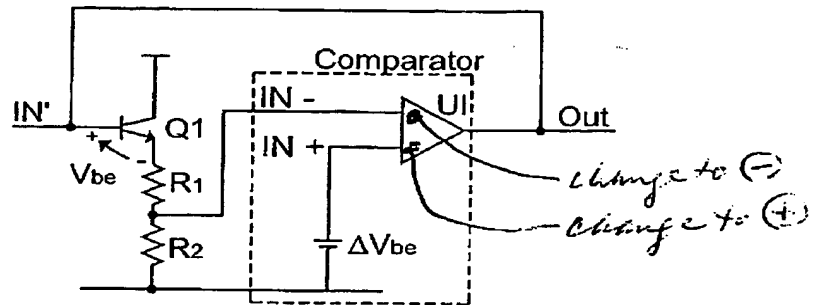 Comparator
IN'
Q1
IN -
UI
Out
+
-
Vbe
IN +
R1
change to ⊖
change to ⊕
R2
ΔVbe